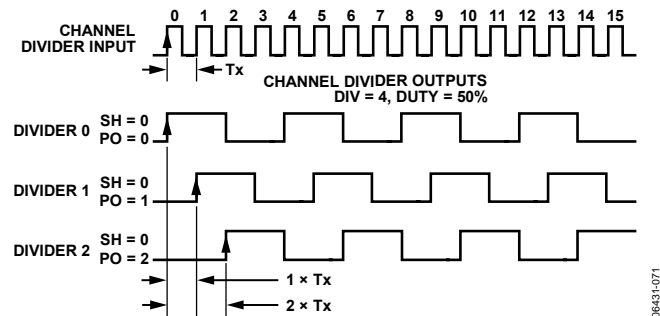 0 1 2 3 4 5 6 7 8 9 10 11 12 13 14 15
CHANNEL
DIVIDER INPUT
Tx
CHANNEL DIVIDER OUTPUTS
DIV = 4, DUTY = 50%
DIVIDER 0
SH = 0
PO = 0
DIVIDER 1
SH = 0
PO = 1
DIVIDER 2
SH = 0
PO = 2
1 × Tx
2 × Tx
06431-071